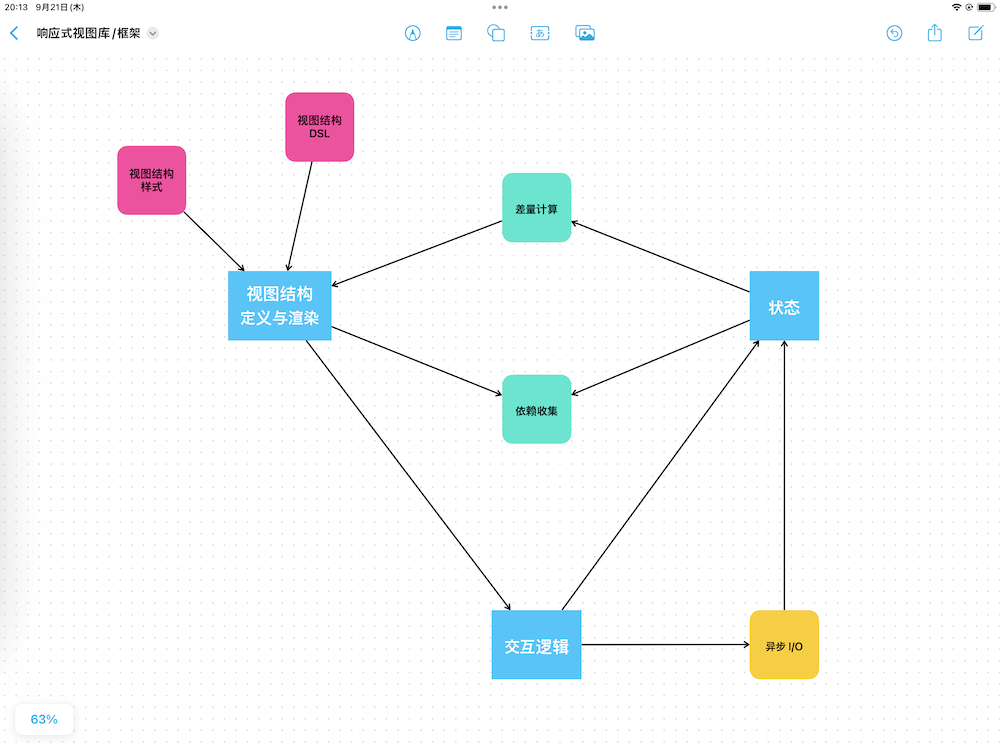 20:13 9月21日(木)
响应式视图库/框架
あ
视图结构
DSL
视图结构
样式
差量计算
视图结构
定义与渲染
状态
依赖收集
交互逻辑
异步 I/O
63%